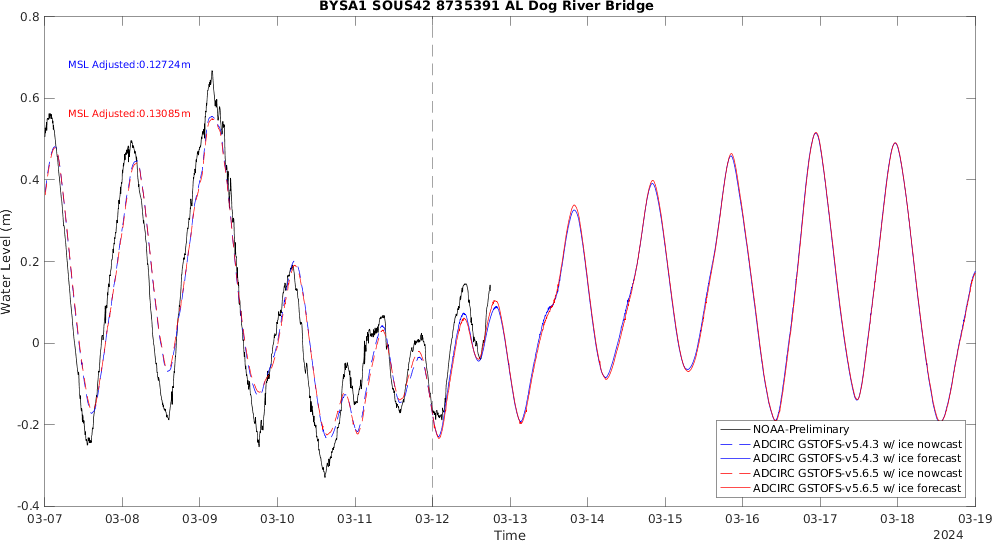 BYSA1 SOUS42 8735391 AL Dog River Bridge
MSL Adjusted:0.12724m
MSL Adjusted:0.13085m
Water Level (m)
0.8
0.6
0.4
0.2
0
-0.2
-0.4
NOAA-Preliminary
ADCIRC GSTOFS-v5.4.3 w/ ice nowcast
ADCIRC GSTOFS-v5.4.3 w/ ice forecast
ADCIRC GSTOFS-v5.6.5 w/ ice nowcast
ADCIRC GSTOFS-v5.6.5 w/ ice forecast
03-07 03-08 03-09 03-10 03-11 03-12 03-13 03-14 03-15 03-16 03-17 03-18 03-19
Time
2024